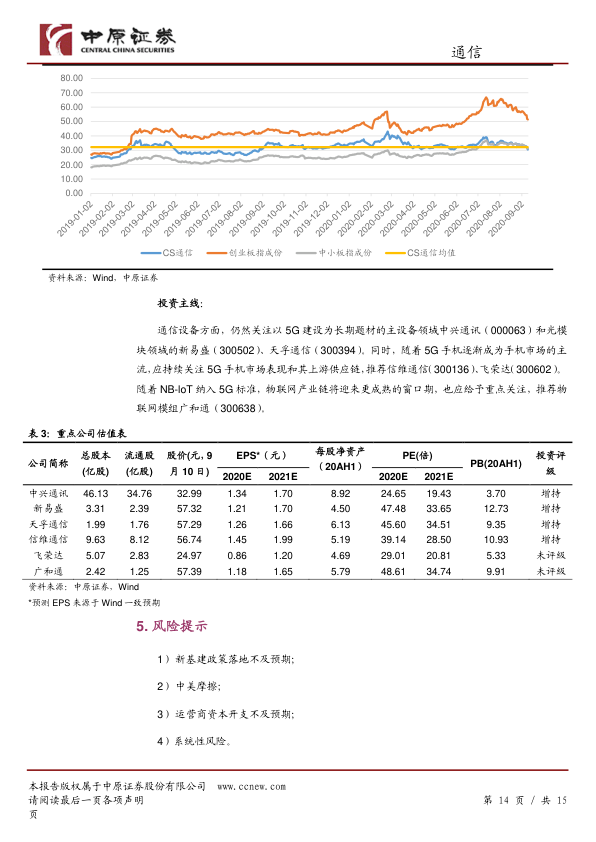 中原证券
CENTRAL CHINA SECURITIES
通信
80.00
70.00
60.00
50.00
40.00
30.00
20.00
10.00
0.00
2019-01-02 2019-02-02 2019-03-02 2019-04-02 2019-05-02 2019-06-02 2019-07-02 2019-08-02 2019-09-02 2019-10-02 2019-11-02 2019-12-02 2020-01-02 2020-02-02 2020-03-02 2020-04-02 2020-05-02 2020-06-02 2020-07-02 2020-08-02 2020-09-02
CS通信 创业板指成份 中小板指成份 CS通信均值
资料来源：Wind，中原证券
投资主线：
通信设备方面，仍然关注以 5G 建设为长期题材的主设备领域中兴通讯（000063）和光模
块领域的新易盛（300502）、天孚通信（300394）。同时，随着 5G 手机逐渐成为手机市场的主
流，应持续关注 5G 手机市场表现和其上游供应链，推荐信维通信(300136)、飞荣达(300602)。
随着 NB-IoT 纳入 5G 标准，物联网产业链将迎来更成熟的窗口期，也应给予重点关注，推荐物
联网模组广和通（300638）。
表 3：重点公司估值表
公司简称 总股本(亿股) 流通股(亿股) 股价(元, 9月 10 日) EPS*（元） 每股净资产（20AH1） PE(倍) PB(20AH1) 投资评级
2020E 2021E 2020E 2021E
中兴通讯 46.13 34.76 32.99 1.34 1.70 8.92 24.65 19.43 3.70 增持
新易盛 3.31 2.39 57.32 1.21 1.70 4.50 47.48 33.65 12.73 增持
天孚通信 1.99 1.76 57.29 1.26 1.66 6.13 45.60 34.51 9.35 增持
信维通信 9.63 8.12 56.74 1.45 1.99 5.19 39.14 28.50 10.93 增持
飞荣达 5.07 2.83 24.97 0.86 1.20 4.69 29.01 20.81 5.33 未评级
广和通 2.42 1.25 57.39 1.18 1.65 5.79 48.61 34.74 9.91 未评级
资料来源：中原证券，Wind
*预测 EPS 来源于 Wind 一致预期
5. 风险提示
1）新基建政策落地不及预期;
2）中美摩擦;
3）运营商资本开支不及预期;
4）系统性风险。
本报告版权属于中原证券股份有限公司 www.ccnew.com
请阅读最后一页各项声明 第 14 页 / 共 15
页